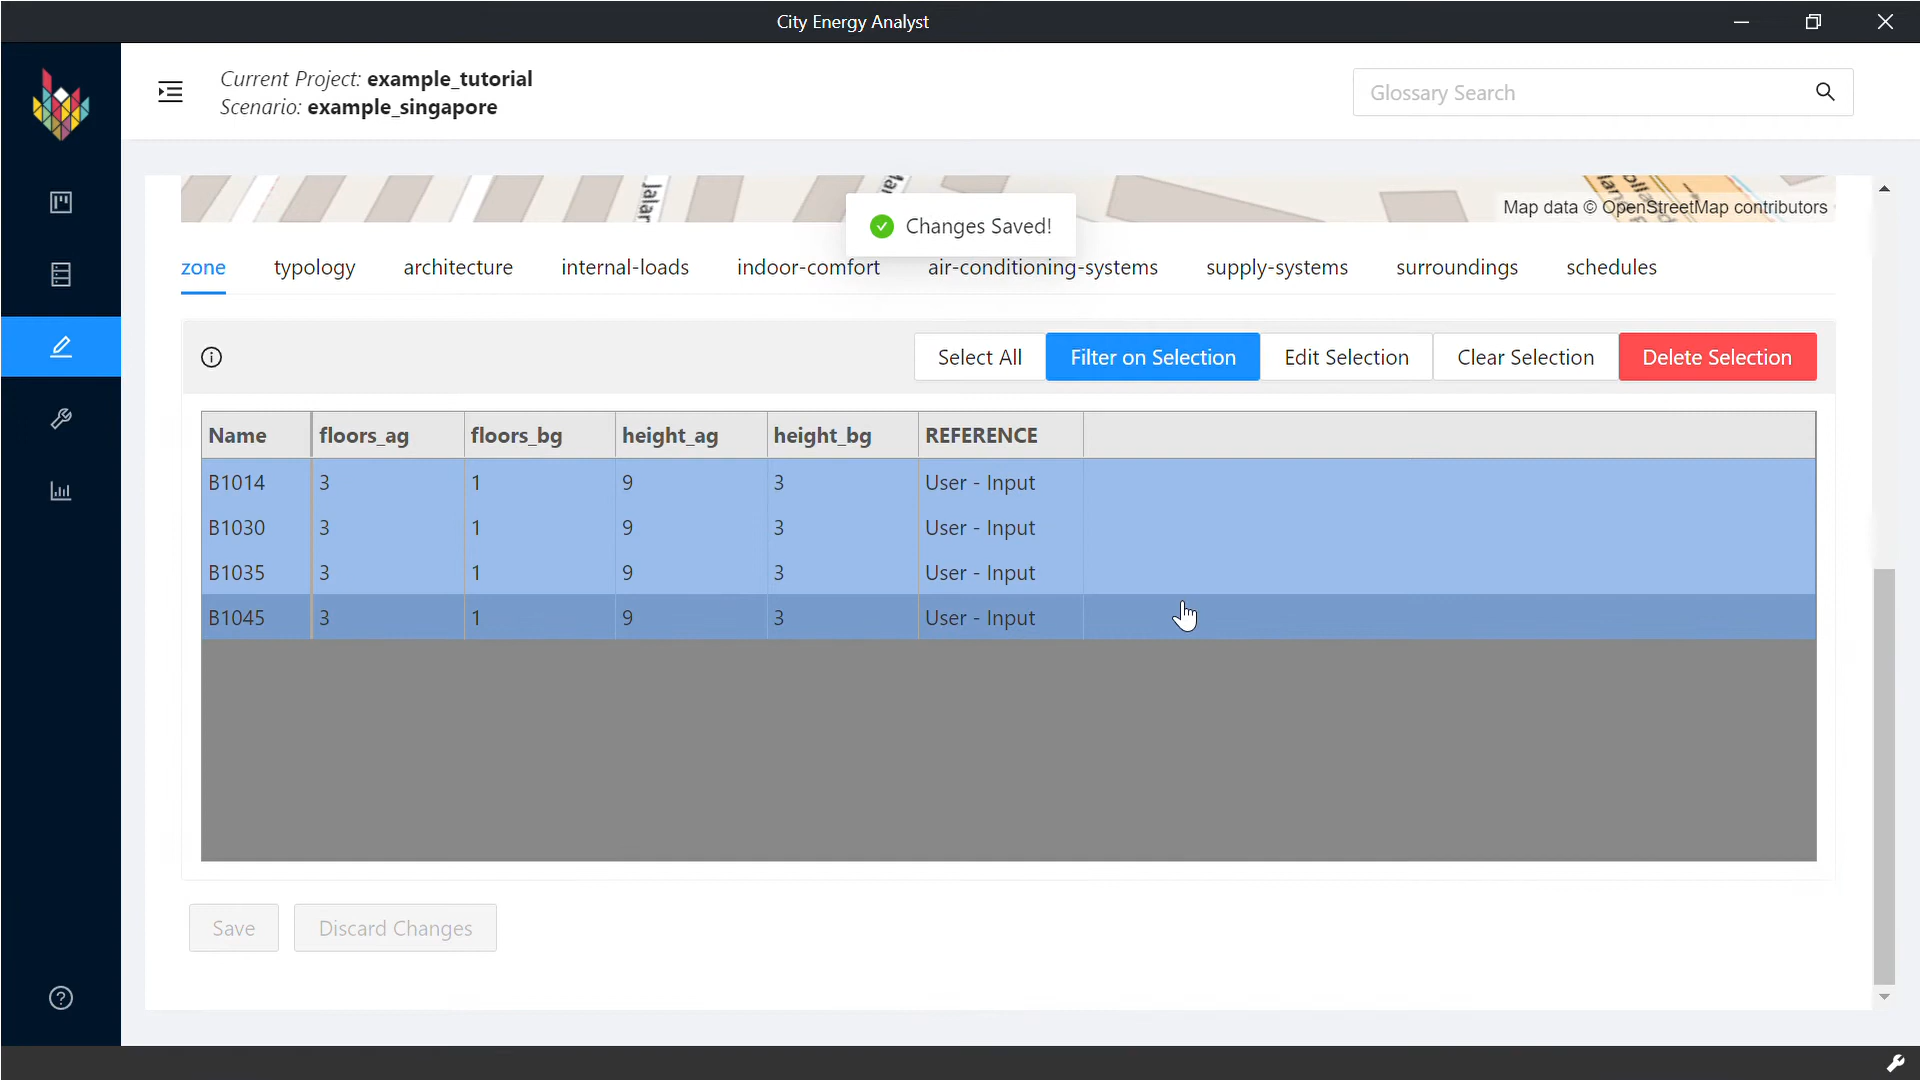 City Energy Analyst
Current Project: example_tutorial
Scenario: example_singapore
Glossary Search
Jalan
Map data © OpenStreetMap contributors
Changes Saved!
zone typology architecture internal-loads indoor-comfort air-conditioning-systems supply-systems surroundings schedules
Select All Filter on Selection Edit Selection Clear Selection Delete Selection
Name floors_ag floors_bg height_ag height_bg REFERENCE
B1014 3 1 9 3 User - Input
B1030 3 1 9 3 User - Input
B1035 3 1 9 3 User - Input
B1045 3 1 9 3 User - Input
Save Discard Changes